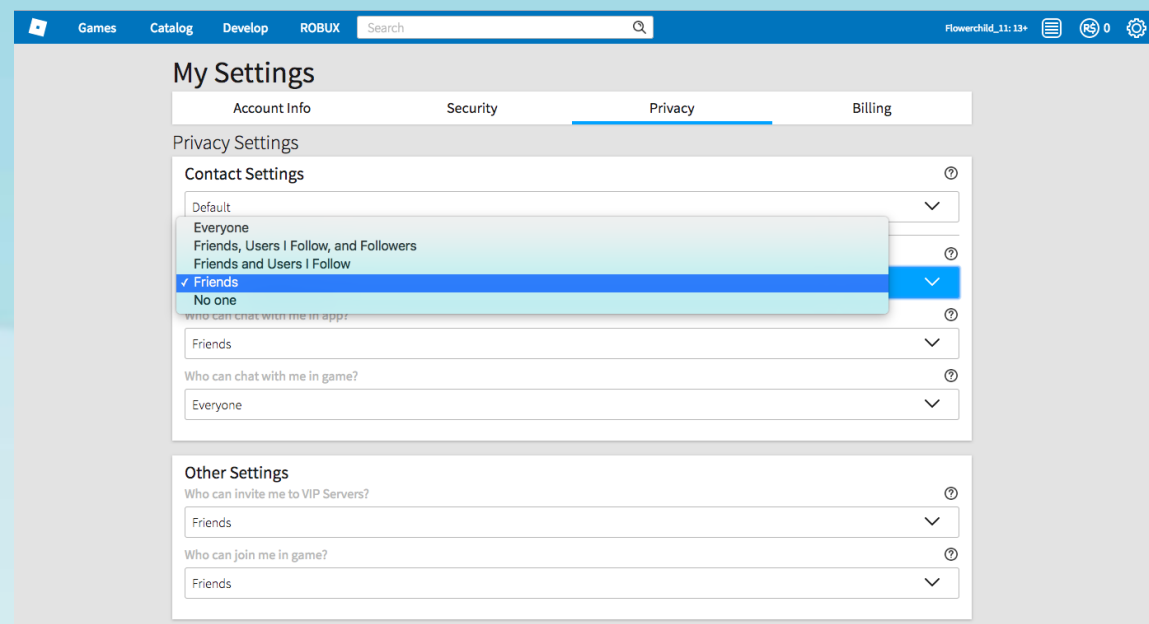 Games Catalog Develop ROBUX Search Flowerchild_11: 13+ R$ 0
My Settings
Account Info Security Privacy Billing
Privacy Settings
Contact Settings
Default
Everyone
Friends, Users I Follow, and Followers
Friends and Users I Follow
✓ Friends
No one
Who can chat with me in app?
Friends
Who can chat with me in game?
Everyone
Other Settings
Who can invite me to VIP Servers?
Friends
Who can join me in game?
Friends